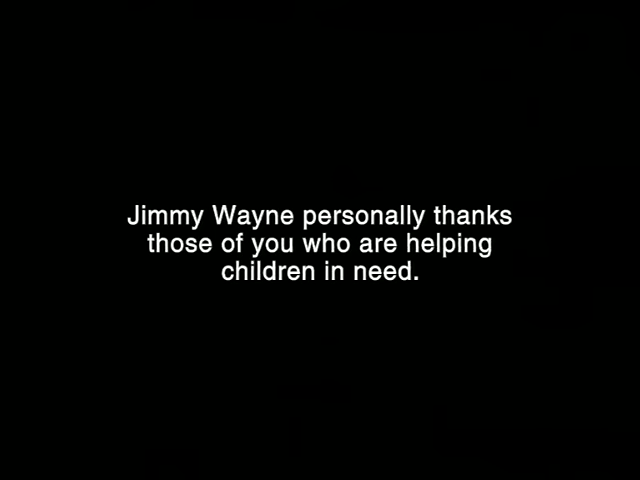 Jimmy Wayne personally thanks
those of you who are helping
children in need.